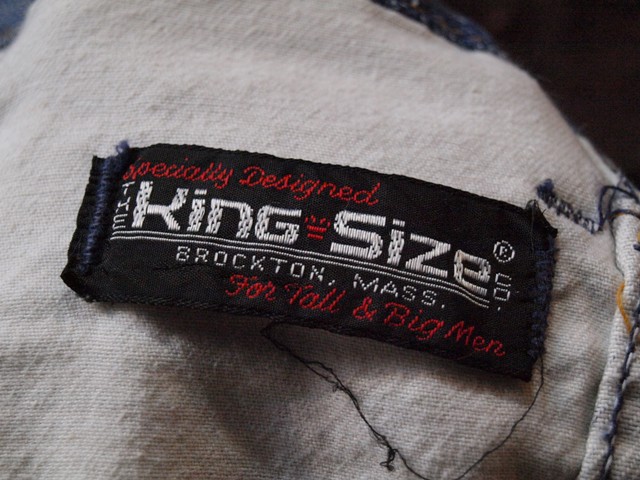 Specially Designed
THE King-Size® CO.
BROCKTON, MASS.
For Tall & Big Men